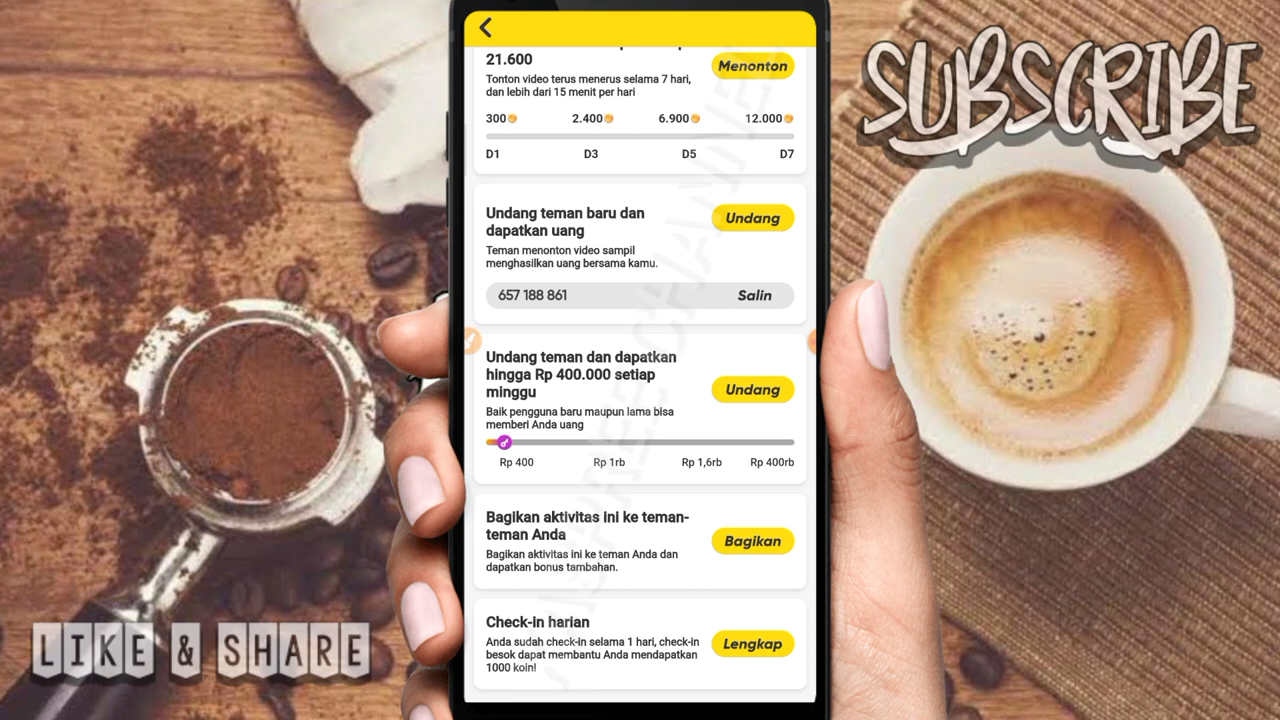 SUBSCRIBE
21.600
Menonton
Tonton video terus menerus selama 7 hari,
dan lebih dari 15 menit per hari
300 2.400 6.900 12.000
D1 D3 D5 D7
Undang teman baru dan
dapatkan uang
Undang
Teman menonton video sampil
menghasilkan uang bersama kamu.
657 188 861 Salin
Undang teman dan dapatkan
hingga Rp 400.000 setiap
minggu
Undang
Baik pengguna baru maupun lama bisa
memberi Anda uang
Rp 400 Rp 1rb Rp 1,6rb Rp 400rb
Bagikan aktivitas ini ke teman-
teman Anda
Bagikan
Bagikan aktivitas ini ke teman Anda dan
dapatkan bonus tambahan.
Check-in harian
Lengkap
Anda sudah check-in selama 1 hari, check-in
besok dapat membantu Anda mendapatkan
1000 koin!
LIKE & SHARE